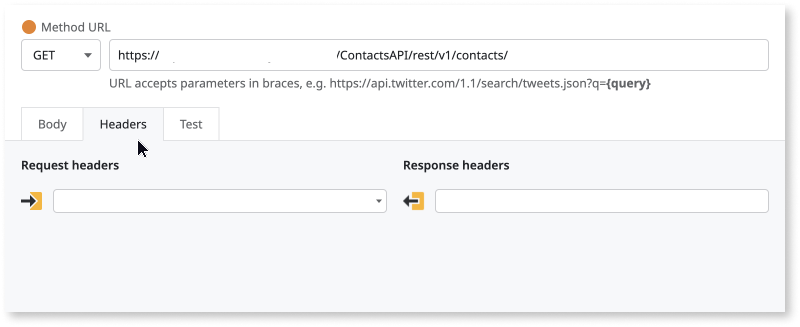 Method URL
GET https:// /ContactsAPI/rest/v1/contacts/
URL accepts parameters in braces, e.g. https://api.twitter.com/1.1/search/tweets.json?q={query}
Body Headers Test
Request headers Response headers